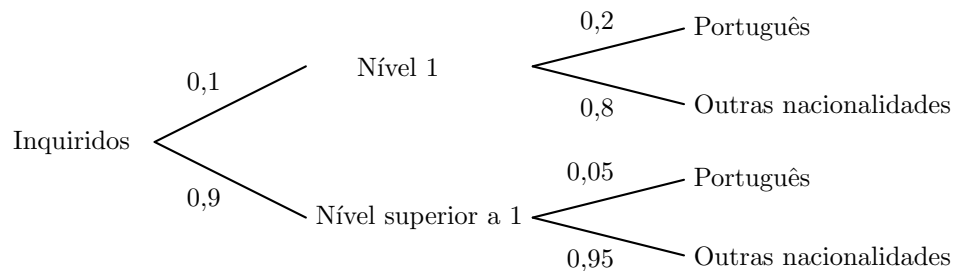 0,2
Português
0,1
Nível 1
0,8
Outras nacionalidades
Inquiridos
0,05
Português
0,9
Nível superior a 1
0,95
Outras nacionalidades